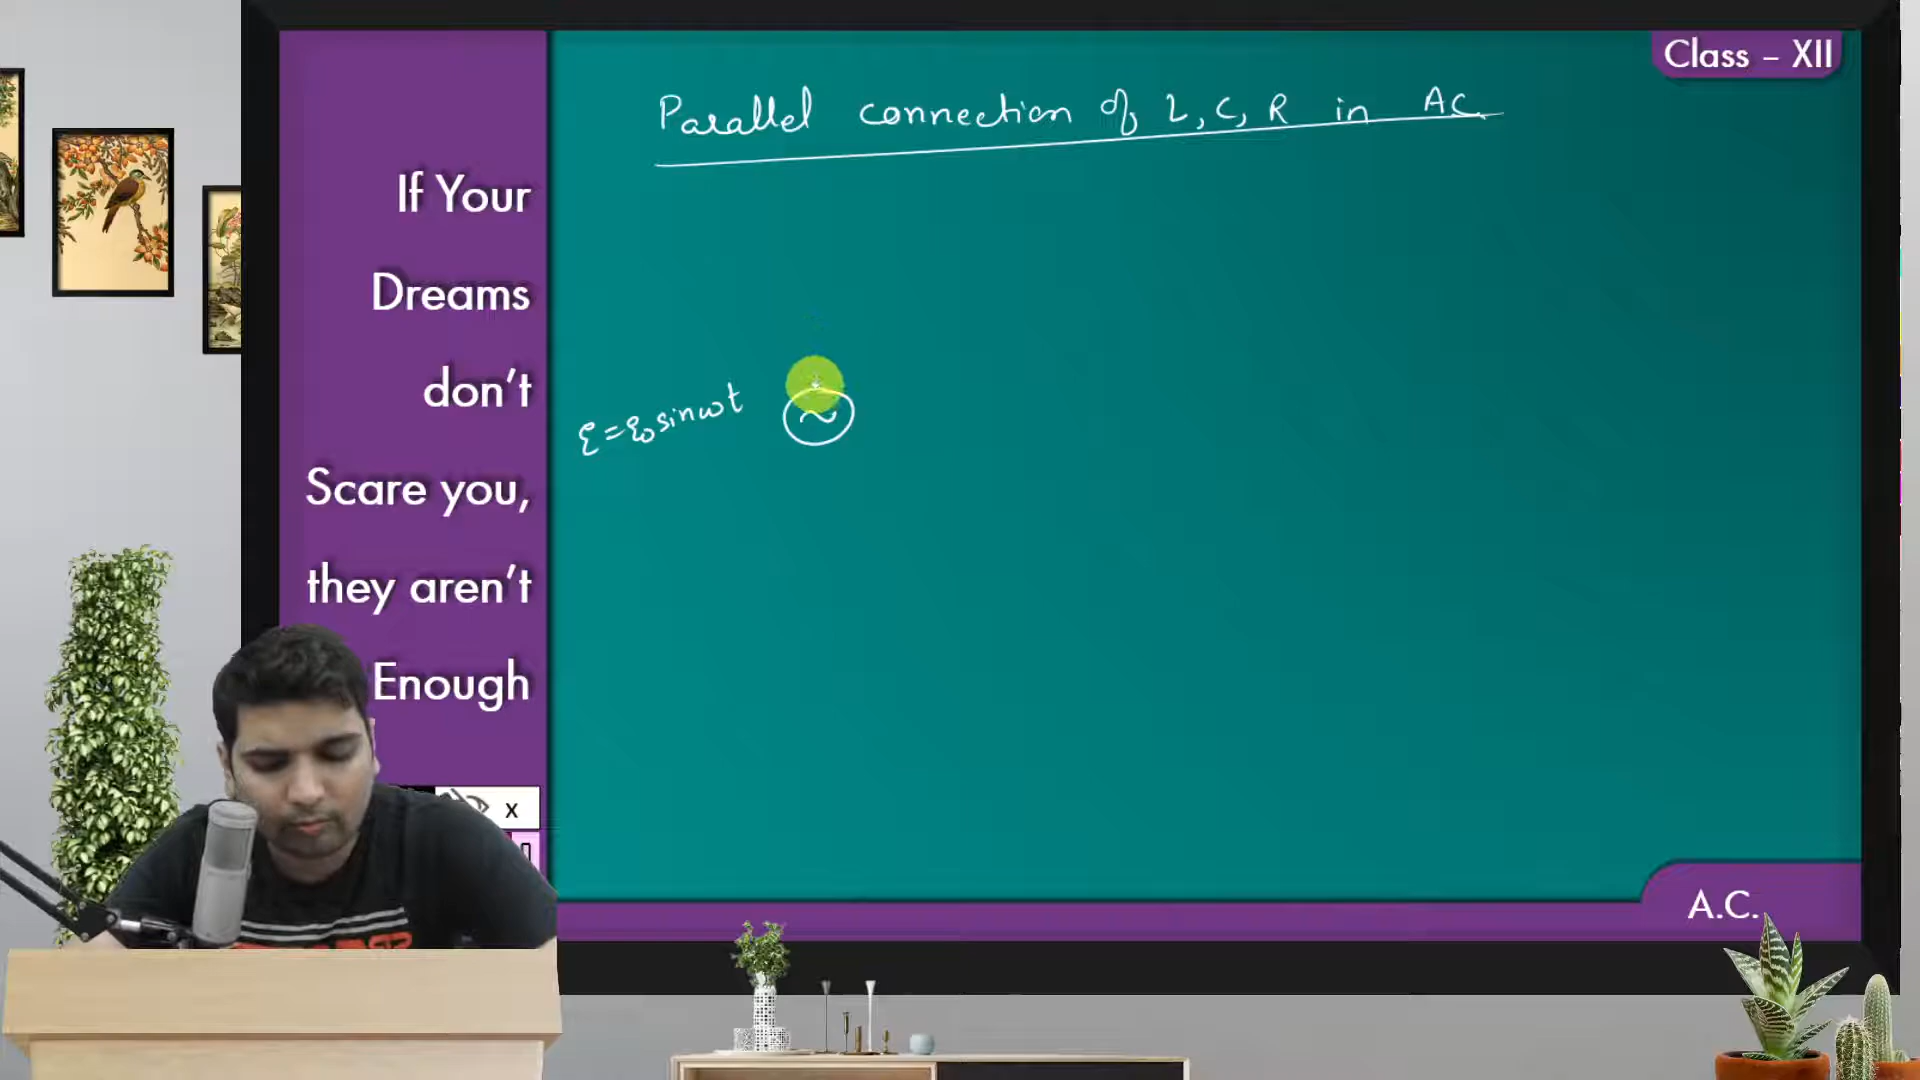 Class – XII
Parallel connection of L, C, R in AC
If Your
Dreams
don't
Scare you,
they aren't
Enough
ε = ε₀ sinωt
x
A.C.